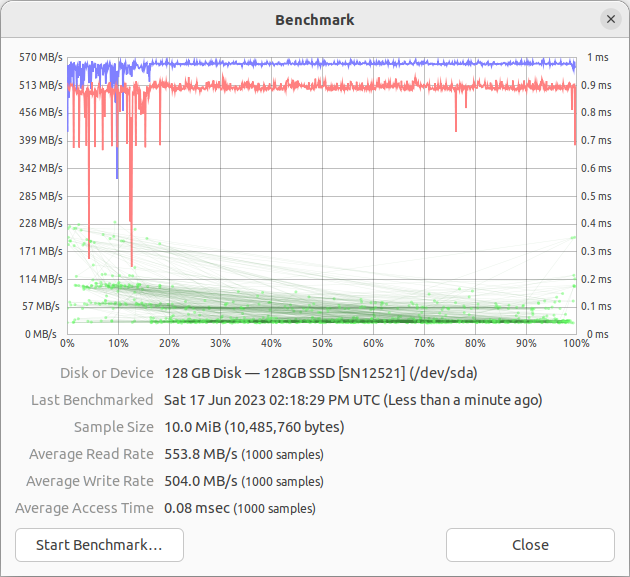 Benchmark
570 MB/s
513 MB/s
456 MB/s
399 MB/s
342 MB/s
285 MB/s
228 MB/s
171 MB/s
114 MB/s
57 MB/s
0 MB/s
1 ms
0.9 ms
0.8 ms
0.7 ms
0.6 ms
0.5 ms
0.4 ms
0.3 ms
0.2 ms
0.1 ms
0 ms
0% 10% 20% 30% 40% 50% 60% 70% 80% 90% 100%
Disk or Device 128 GB Disk — 128GB SSD [SN12521] (/dev/sda)
Last Benchmarked Sat 17 Jun 2023 02:18:29 PM UTC (Less than a minute ago)
Sample Size 10.0 MiB (10,485,760 bytes)
Average Read Rate 553.8 MB/s (1000 samples)
Average Write Rate 504.0 MB/s (1000 samples)
Average Access Time 0.08 msec (1000 samples)
Start Benchmark… Close